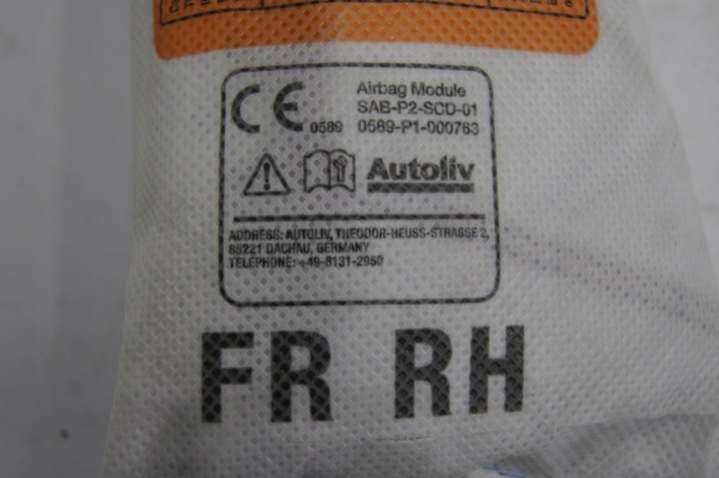 Airbag Module
SAB-P2-SCD-01
CE 0589 0589-P1-000763
Autoliv
ADDRESS: AUTOLIV, THEODOR-HEUSS-STRASSE 2,
85221 DACHAU, GERMANY
TELEPHONE: +49-8131-2950
FR RH